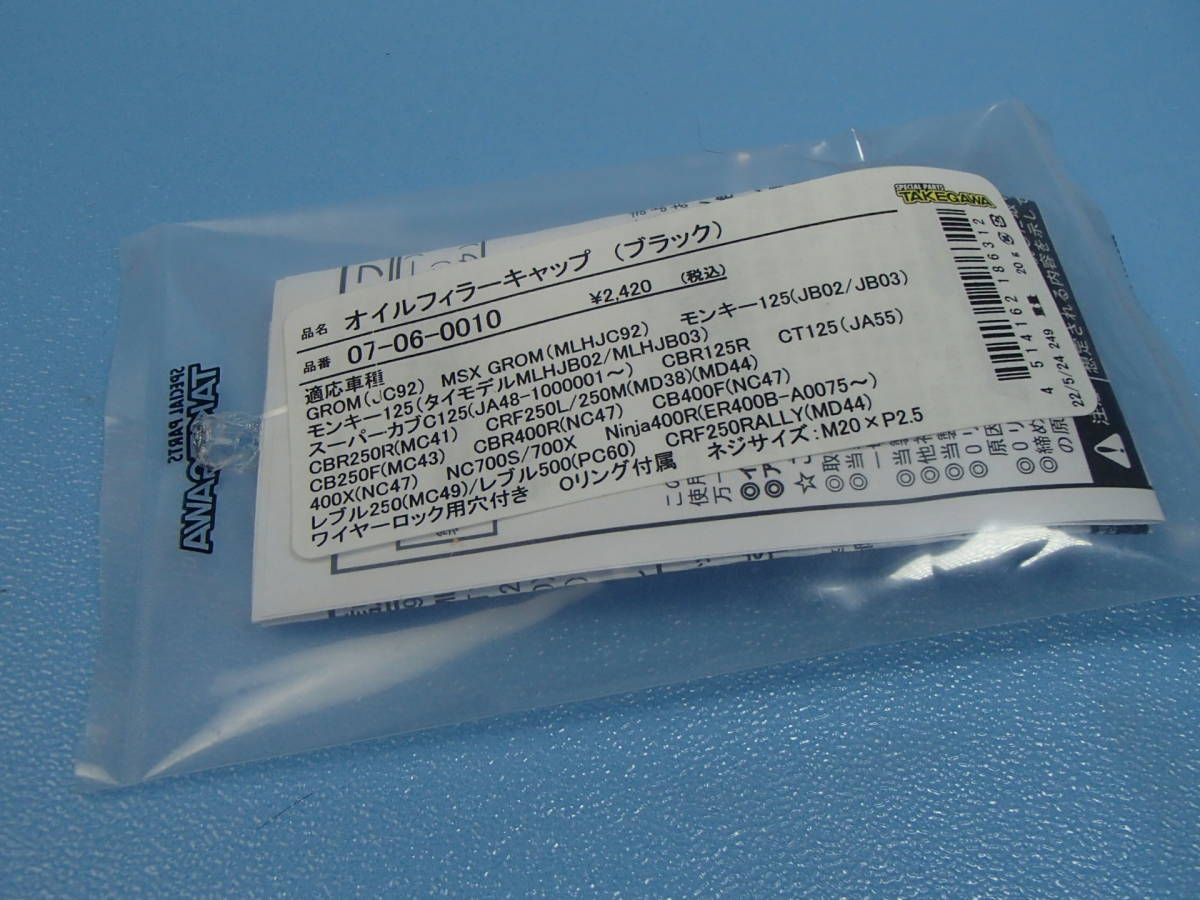 SPECIAL PARTS
TAKEGAWA
品名 オイルフィラーキャップ (ブラック)
品番 07-06-0010 ¥2,420 (税込)
適応車種
GROM(JC92) MSX GROM(MLHJC92) モンキー125(JB02/JB03)
モンキー125(タイモデルMLHJB02/MLHJB03)
スーパーカブC125(JA48-1000001～) CBR125R CT125(JA55)
CBR250R(MC41) CRF250L/250M(MD38)(MD44)
CB250F(MC43) CBR400R(NC47) CB400F(NC47)
400X(NC47) NC700S/700X Ninja400R(ER400B-A0075～)
レブル250(MC49)/レブル500(PC60) CRF250RALLY(MD44)
ワイヤーロック用穴付き Oリング付属 ネジサイズ:M20×P2.5
4 514162 186312
22/5/24 249 重量 20g
SPECIAL PARTS
TAKEGAWA